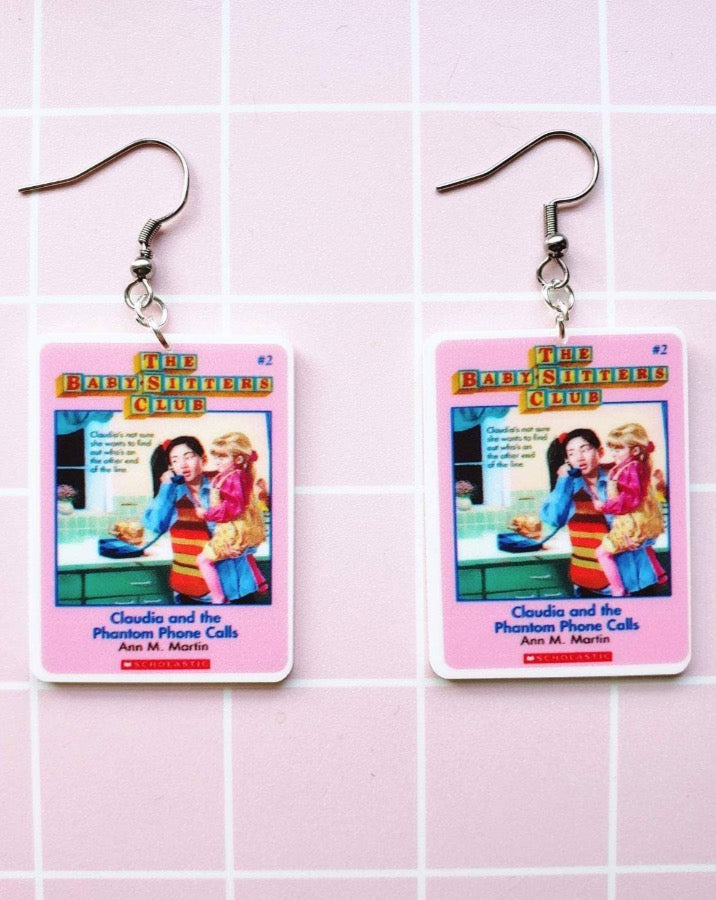 THE
#2
BABY-SITTERS
CLUB
Claudia's not sure
she wants to find
out who's on
the other end
of the line.
Claudia and the
Phantom Phone Calls
Ann M. Martin
SCHOLASTIC
THE
#2
BABY-SITTERS
CLUB
Claudia's not sure
she wants to find
out who's on
the other end
of the line.
Claudia and the
Phantom Phone Calls
Ann M. Martin
SCHOLASTIC